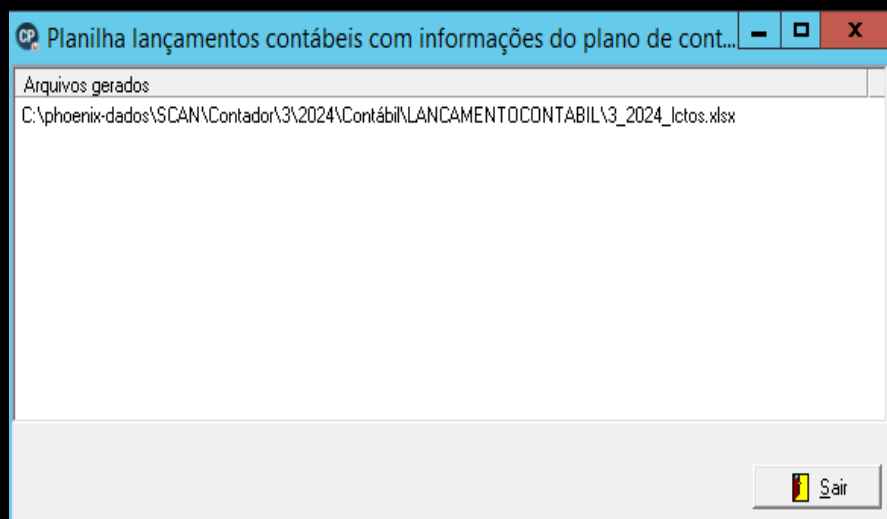 CP Planilha lançamentos contábeis com informações do plano de cont...
Arquivos gerados
C:\phoenix-dados\SCAN\Contador\3\2024\Contábil\LANCAMENTOCONTABIL\3_2024_lctos.xlsx
Sair